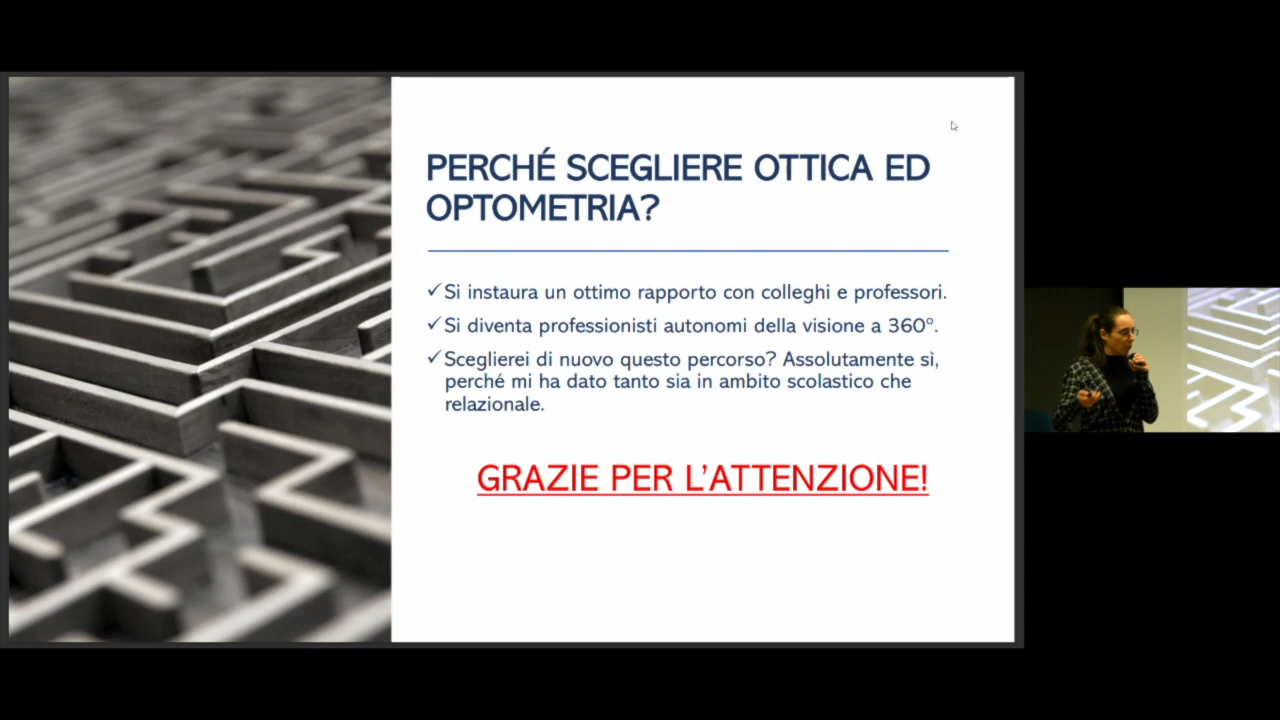 PERCHÉ SCEGLIERE OTTICA ED
OPTOMETRIA?
✓Si instaura un ottimo rapporto con colleghi e professori.
✓Si diventa professionisti autonomi della visione a 360°.
✓Sceglierei di nuovo questo percorso? Assolutamente sì,
perché mi ha dato tanto sia in ambito scolastico che
relazionale.
GRAZIE PER L'ATTENZIONE!